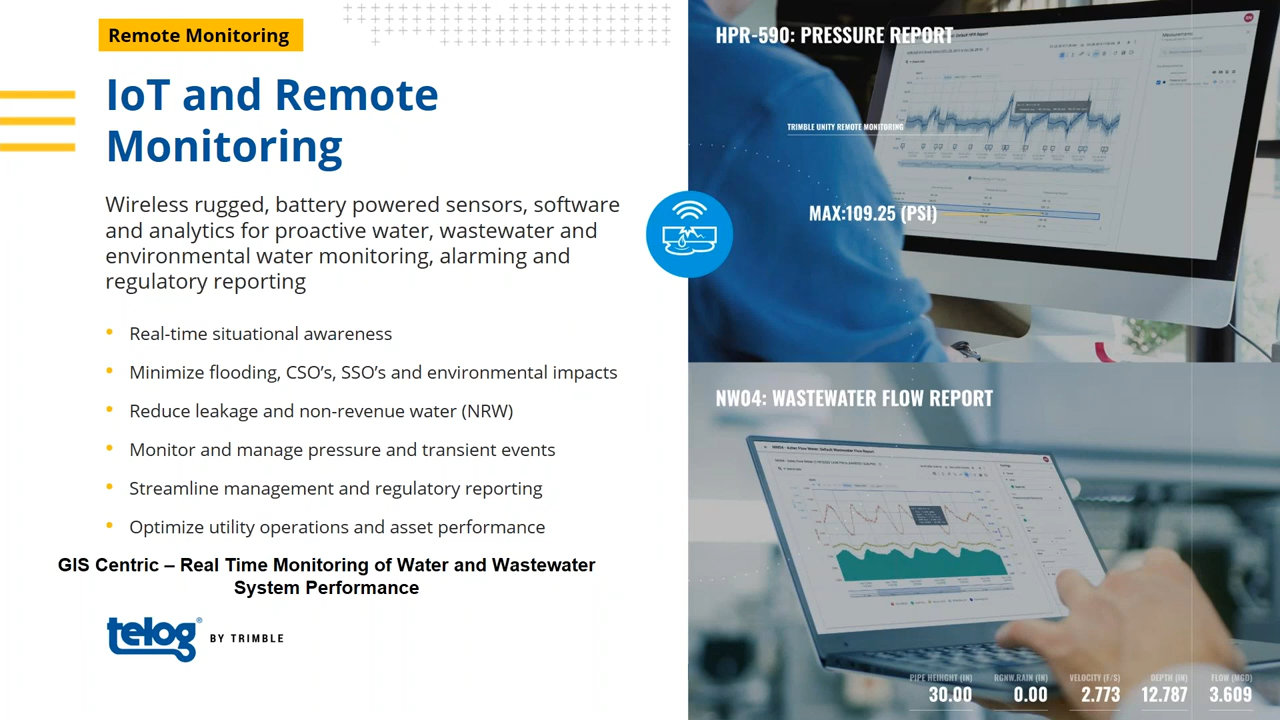 Remote Monitoring
IoT and Remote
Monitoring
Wireless rugged, battery powered sensors, software
and analytics for proactive water, wastewater and
environmental water monitoring, alarming and
regulatory reporting
• Real-time situational awareness
• Minimize flooding, CSO’s, SSO’s and environmental impacts
• Reduce leakage and non-revenue water (NRW)
• Monitor and manage pressure and transient events
• Streamline management and regulatory reporting
• Optimize utility operations and asset performance
GIS Centric – Real Time Monitoring of Water and Wastewater
System Performance
telog® BY TRIMBLE
HPR-590: PRESSURE REPORT
TRIMBLE UNITY REMOTE MONITORING
MAX:109.25 (PSI)
NW04: WASTEWATER FLOW REPORT
PIPE HEIHGHT (IN) RGNW.RAIN (IN) VELOCITY (F/S) DEPTH (IN) FLOW (MGD)
30.00 0.00 2.773 12.787 3.609